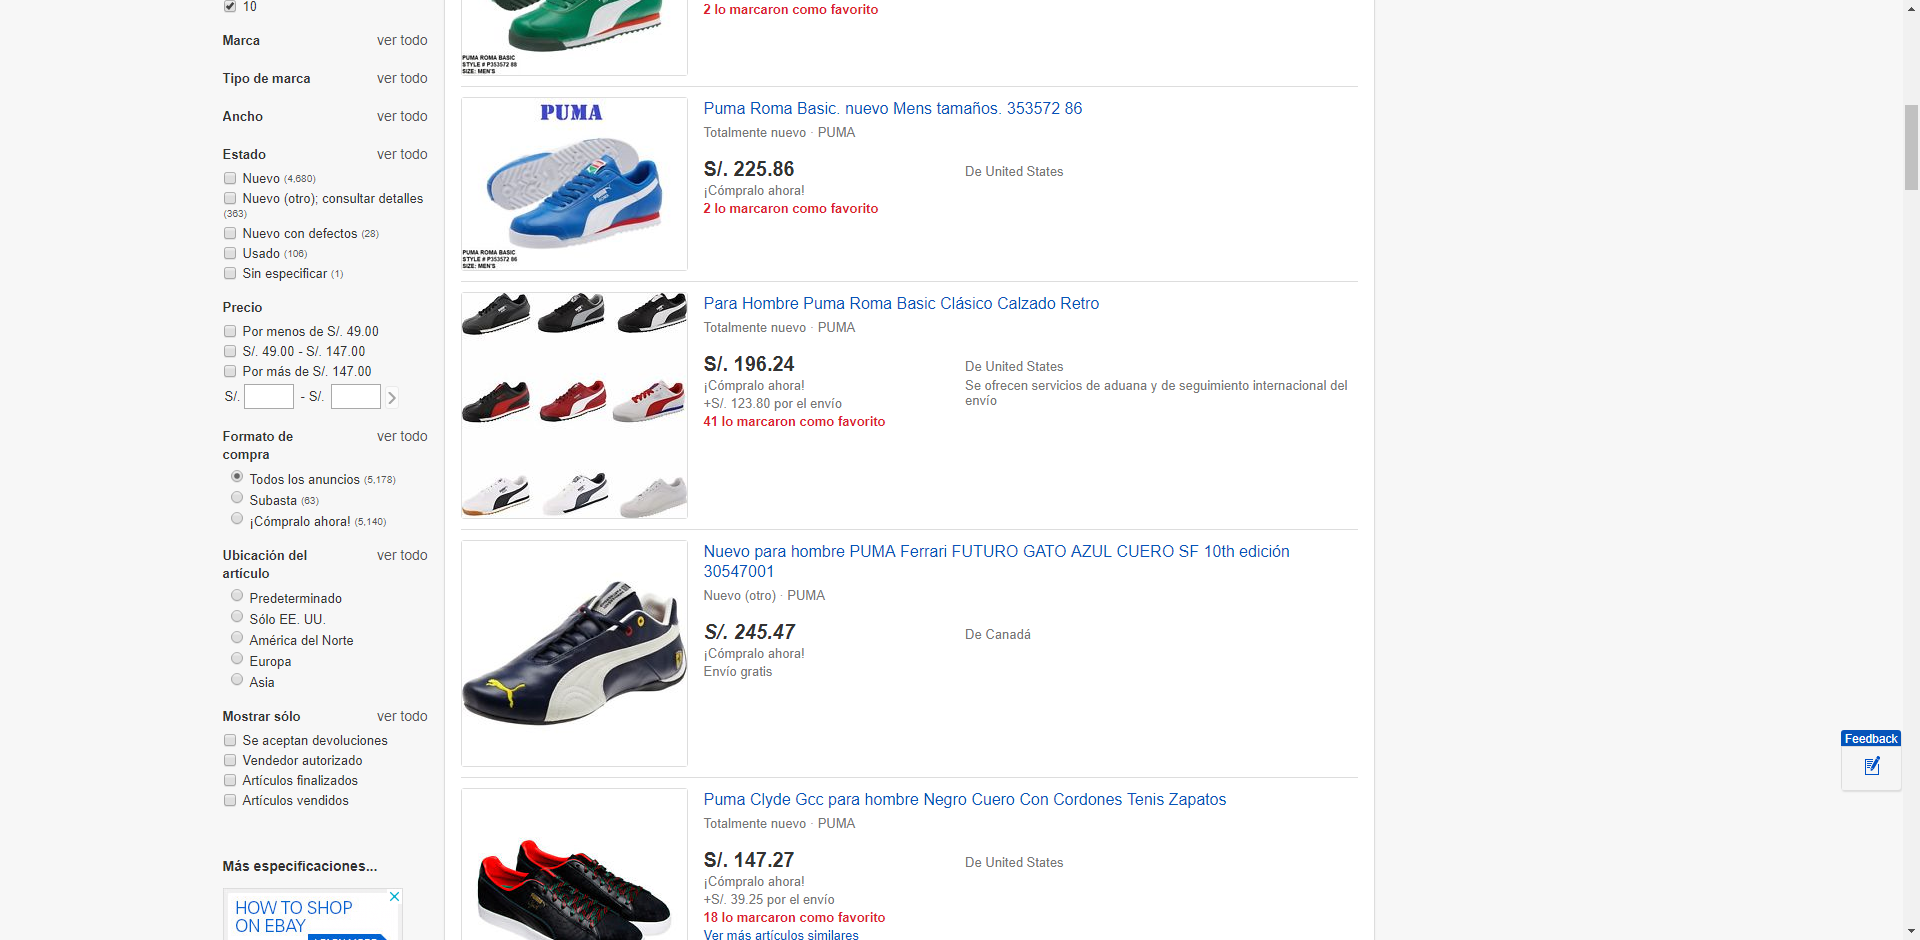 10
Marca ver todo
Tipo de marca ver todo
Ancho ver todo
Estado ver todo
Nuevo (4,680)
Nuevo (otro); consultar detalles
(363)
Nuevo con defectos (28)
Usado (106)
Sin especificar (1)
Precio
Por menos de S/. 49.00
S/. 49.00 - S/. 147.00
Por más de S/. 147.00
S/. - S/.
Formato de ver todo
compra
Todos los anuncios (5,178)
Subasta (63)
¡Cómpralo ahora! (5,140)
Ubicación del ver todo
artículo
Predeterminado
Sólo EE. UU.
América del Norte
Europa
Asia
Mostrar sólo ver todo
Se aceptan devoluciones
Vendedor autorizado
Artículos finalizados
Artículos vendidos
Más especificaciones...
HOW TO SHOP
ON EBAY
2 lo marcaron como favorito
PUMA ROMA BASIC
STYLE # P353572 88
SIZE: MEN'S
PUMA
PUMA ROMA BASIC
STYLE # P353572 86
SIZE: MEN'S
Puma Roma Basic. nuevo Mens tamaños. 353572 86
Totalmente nuevo · PUMA
S/. 225.86 De United States
¡Cómpralo ahora!
2 lo marcaron como favorito
Para Hombre Puma Roma Basic Clásico Calzado Retro
Totalmente nuevo · PUMA
S/. 196.24 De United States
¡Cómpralo ahora! Se ofrecen servicios de aduana y de seguimiento internacional del
+S/. 123.80 por el envío envío
41 lo marcaron como favorito
Nuevo para hombre PUMA Ferrari FUTURO GATO AZUL CUERO SF 10th edición
30547001
Nuevo (otro) · PUMA
S/. 245.47 De Canadá
¡Cómpralo ahora!
Envío gratis
Puma Clyde Gcc para hombre Negro Cuero Con Cordones Tenis Zapatos
Totalmente nuevo · PUMA
S/. 147.27 De United States
¡Cómpralo ahora!
+S/. 39.25 por el envío
18 lo marcaron como favorito
Ver más artículos similares
Feedback